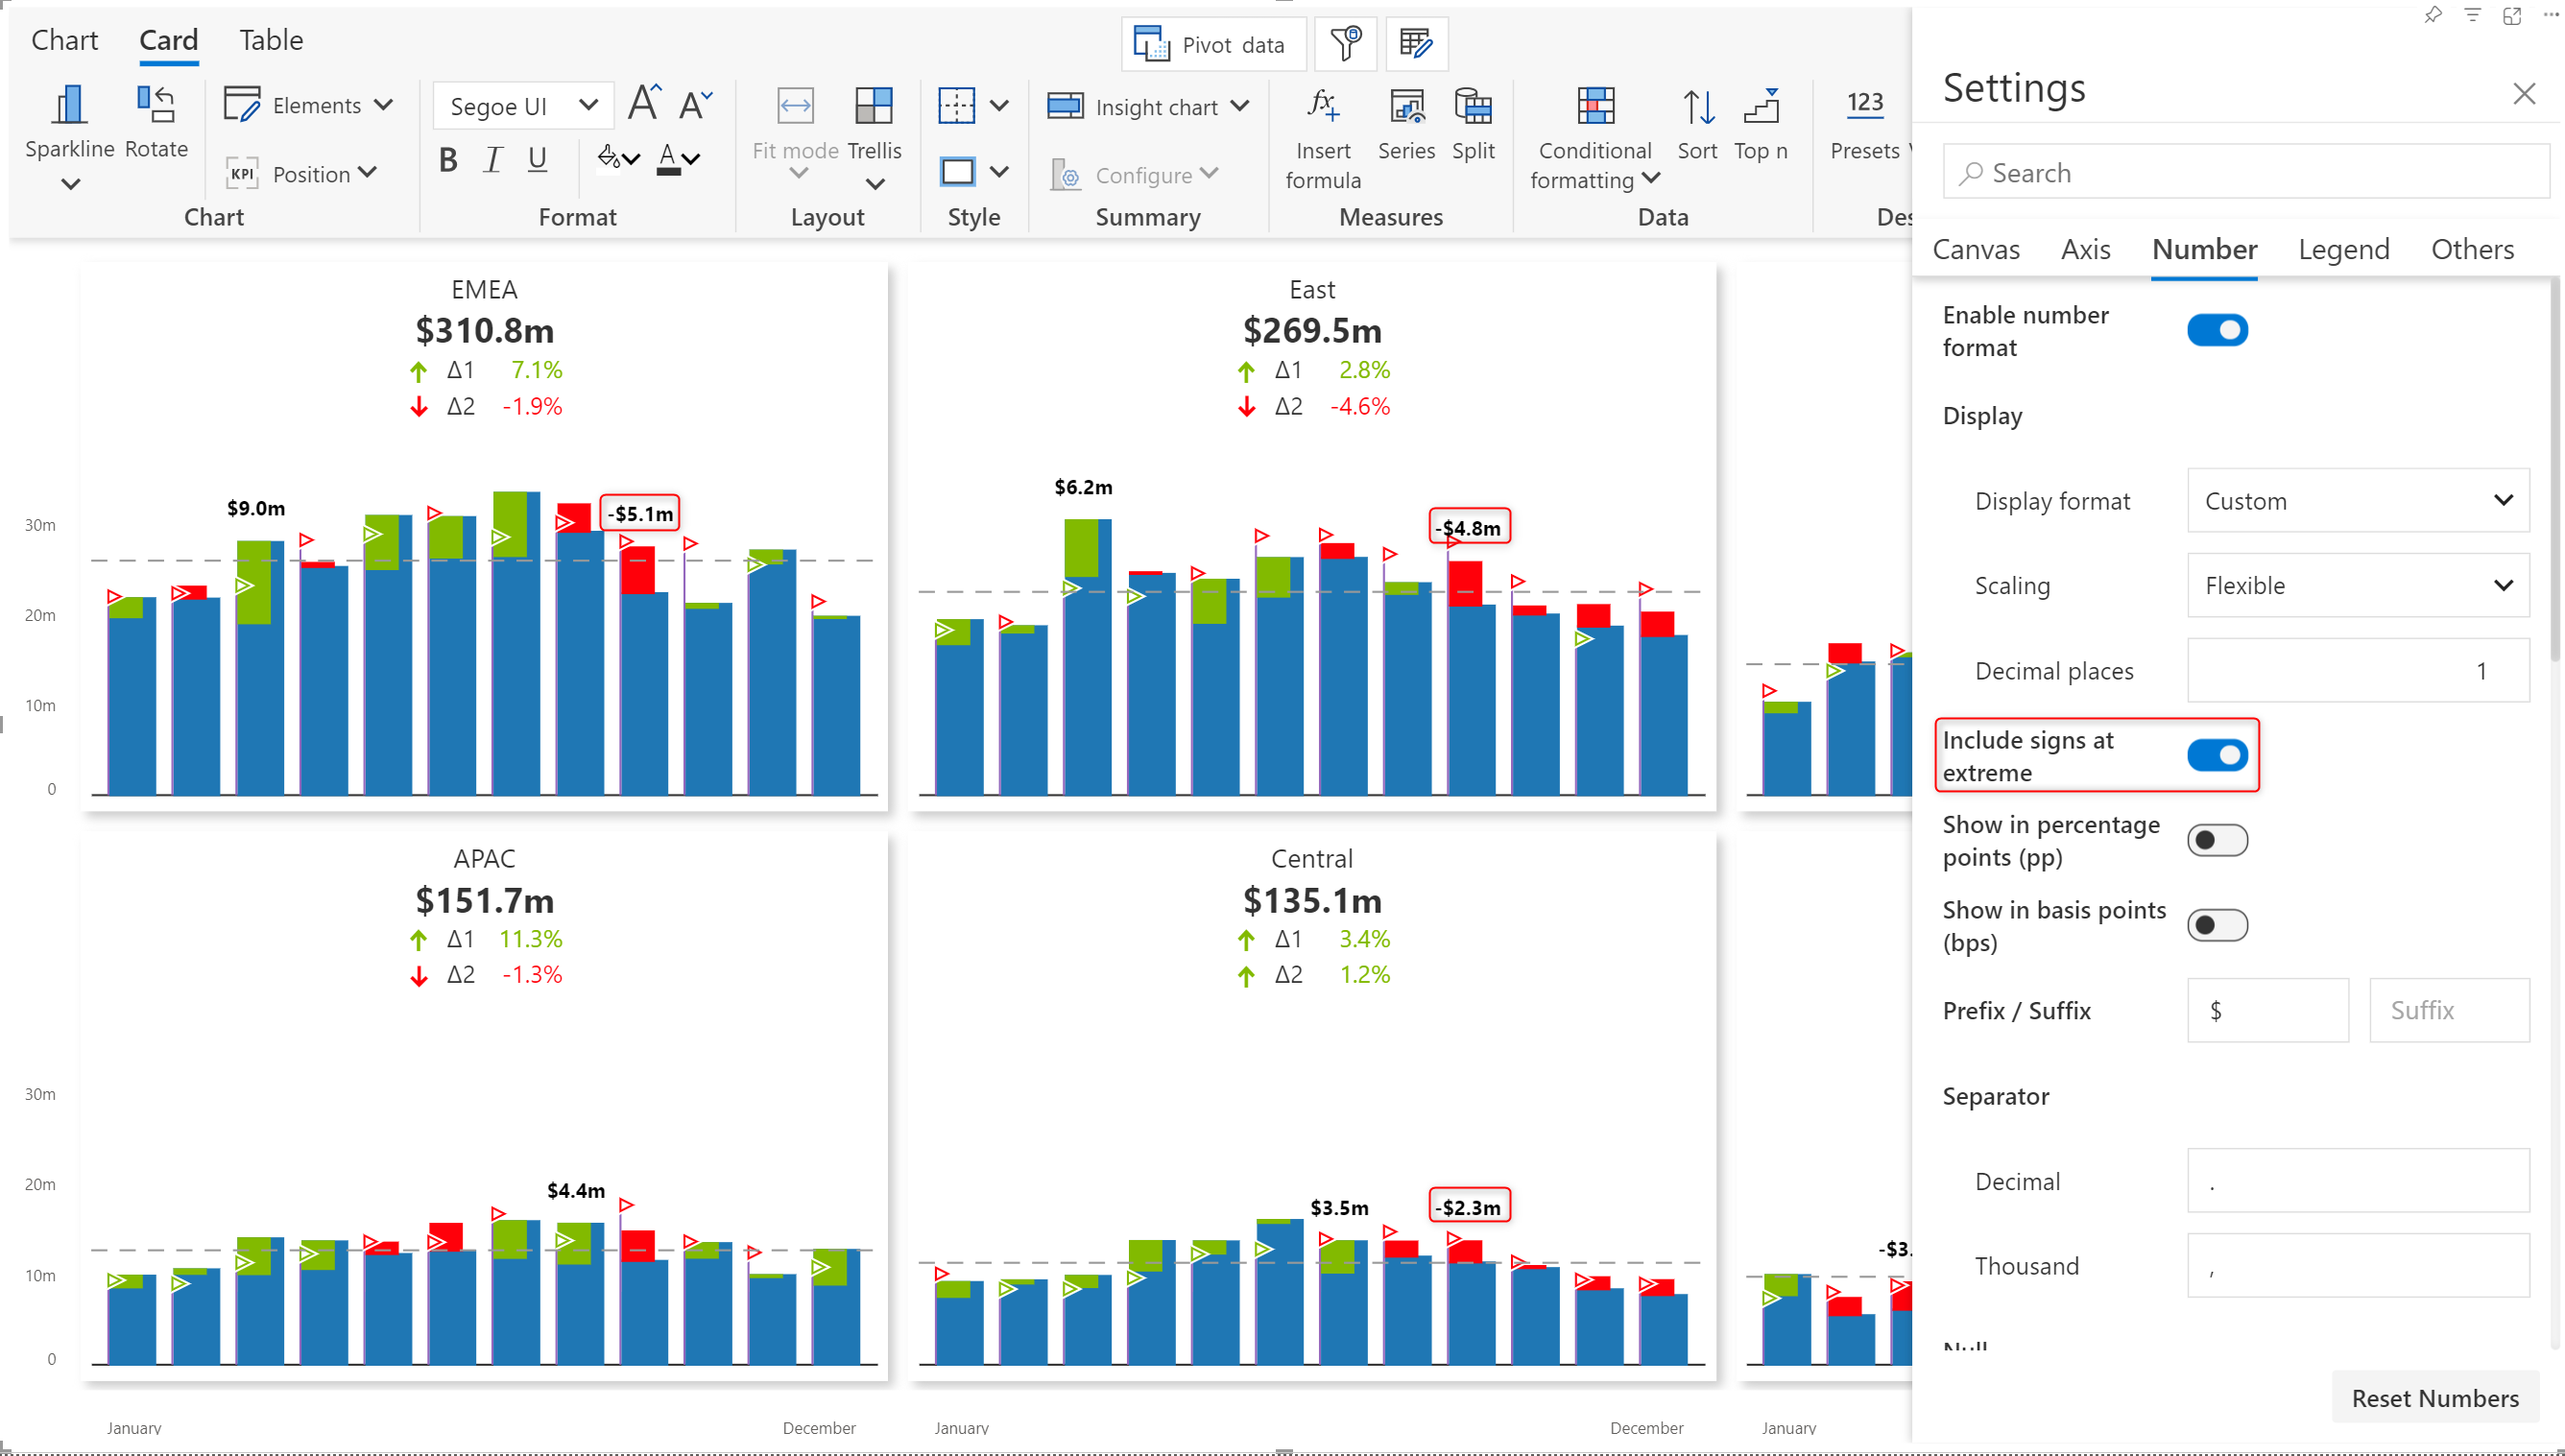 Chart Card Table
Pivot data
Sparkline Rotate
Elements
KPI Position
Chart
Segoe UI A A
B I U A
Format
Fit mode Trellis
Layout
Style
Insight chart
Configure
Summary
fx
Insert formula Series Split
Measures
Conditional formatting Sort Top n
Data
123
Presets
Settings
Search
Canvas Axis Number Legend Others
Enable number
format
Display
Display format Custom
Scaling Flexible
Decimal places 1
Include signs at
extreme
Show in percentage
points (pp)
Show in basis points
(bps)
Prefix / Suffix $ Suffix
Separator
Decimal .
Thousand ,
Null
Reset Numbers
EMEA
$310.8m
Δ1 7.1%
Δ2 -1.9%
$9.0m
-$5.1m
30m
20m
10m
0
East
$269.5m
Δ1 2.8%
Δ2 -4.6%
$6.2m
-$4.8m
APAC
$151.7m
Δ1 11.3%
Δ2 -1.3%
$4.4m
30m
20m
10m
0
January December
Central
$135.1m
Δ1 3.4%
Δ2 1.2%
$3.5m
-$2.3m
January December
-$3.
January